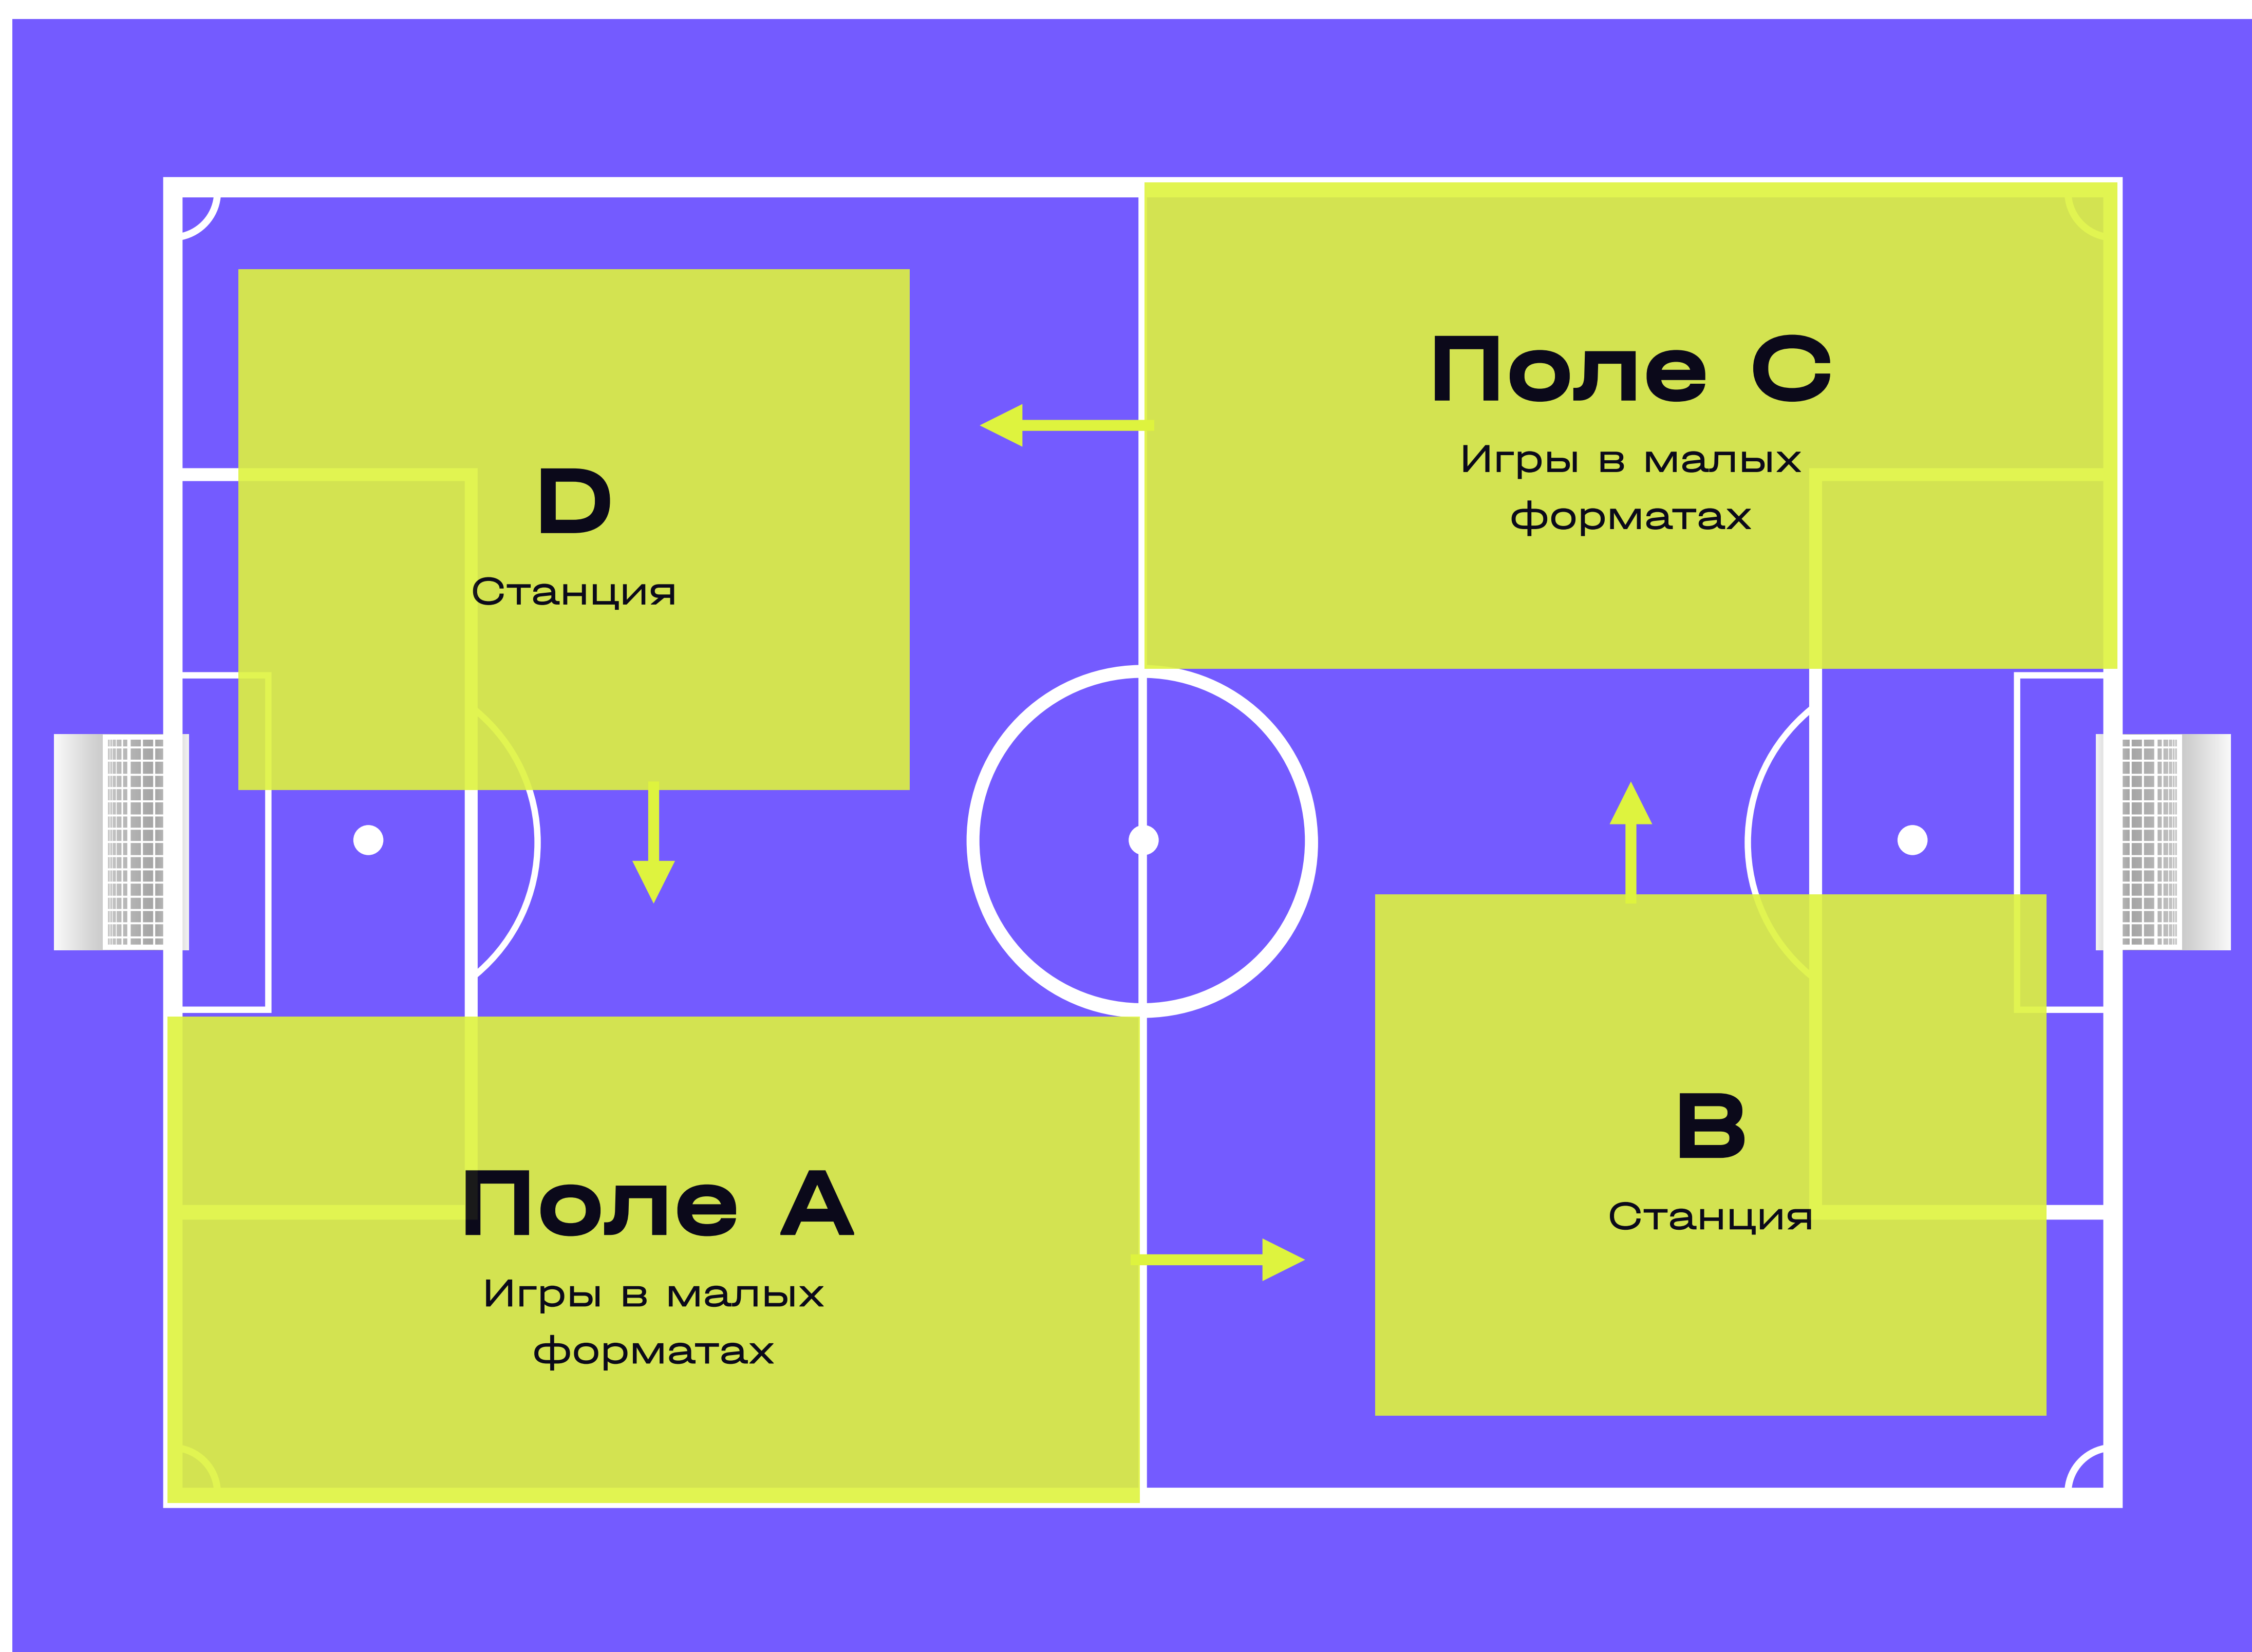 Поле C
Игры в малых
форматах
D
Станция
B
Станция
Поле A
Игры в малых
форматах